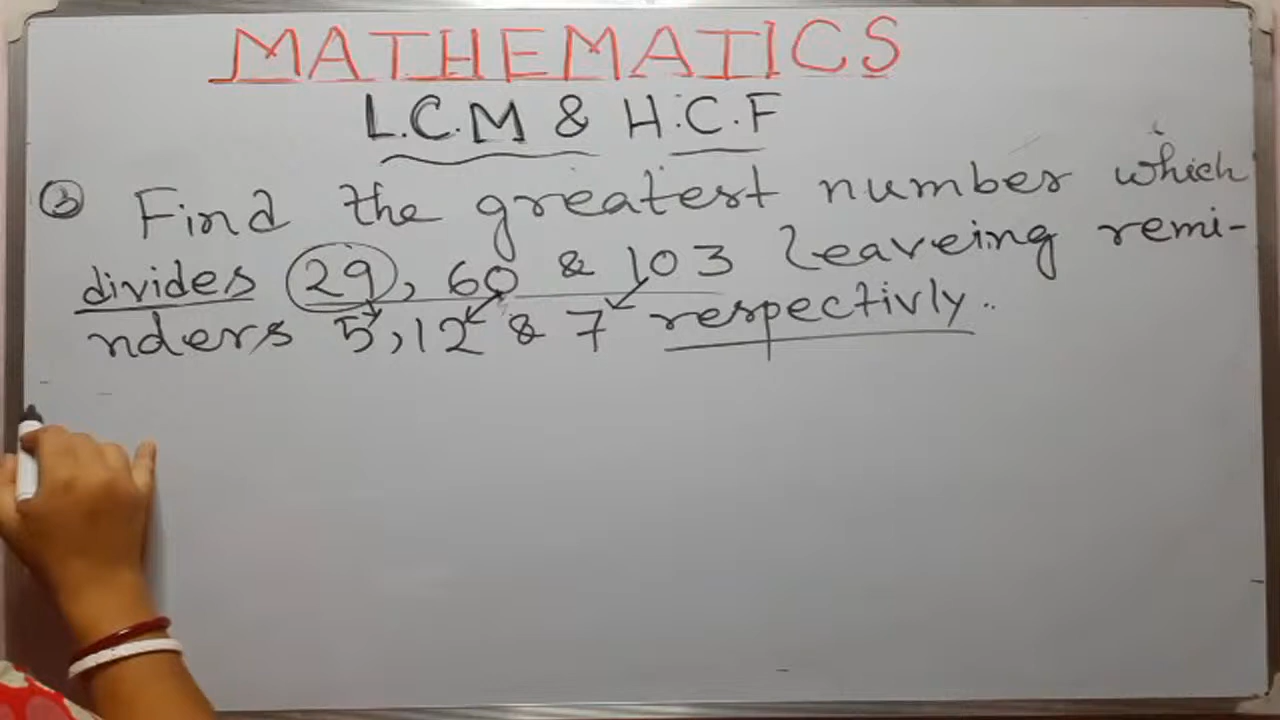 MATHEMATICS
L.C.M & H.C.F
③ Find the greatest number which
divides 29, 60 & 103 leaveing remi-
nders 5, 12 & 7 respectivly..